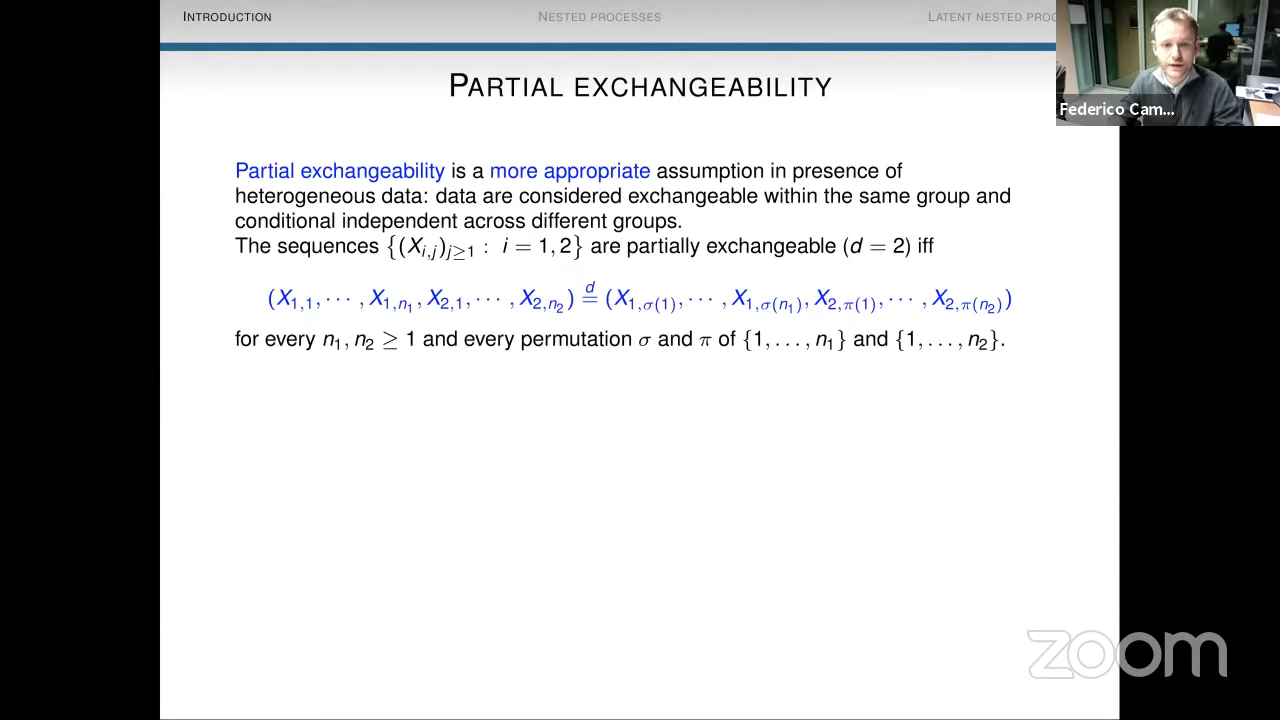 INTRODUCTION NESTED PROCESSES LATENT NESTED PROC
Federico Cam...
PARTIAL EXCHANGEABILITY
Partial exchangeability is a more appropriate assumption in presence of
heterogeneous data: data are considered exchangeable within the same group and
conditional independent across different groups.
The sequences {(X_{i,j})_{j≥1} : i = 1, 2} are partially exchangeable (d = 2) iff
(X_{1,1}, ⋯ , X_{1,n_1}, X_{2,1}, ⋯ , X_{2,n_2}) \stackrel{d}{=} (X_{1,σ(1)}, ⋯ , X_{1,σ(n_1)}, X_{2,π(1)}, ⋯ , X_{2,π(n_2)})
for every n_1, n_2 ≥ 1 and every permutation σ and π of {1, . . . , n_1} and {1, . . . , n_2}.
zoom